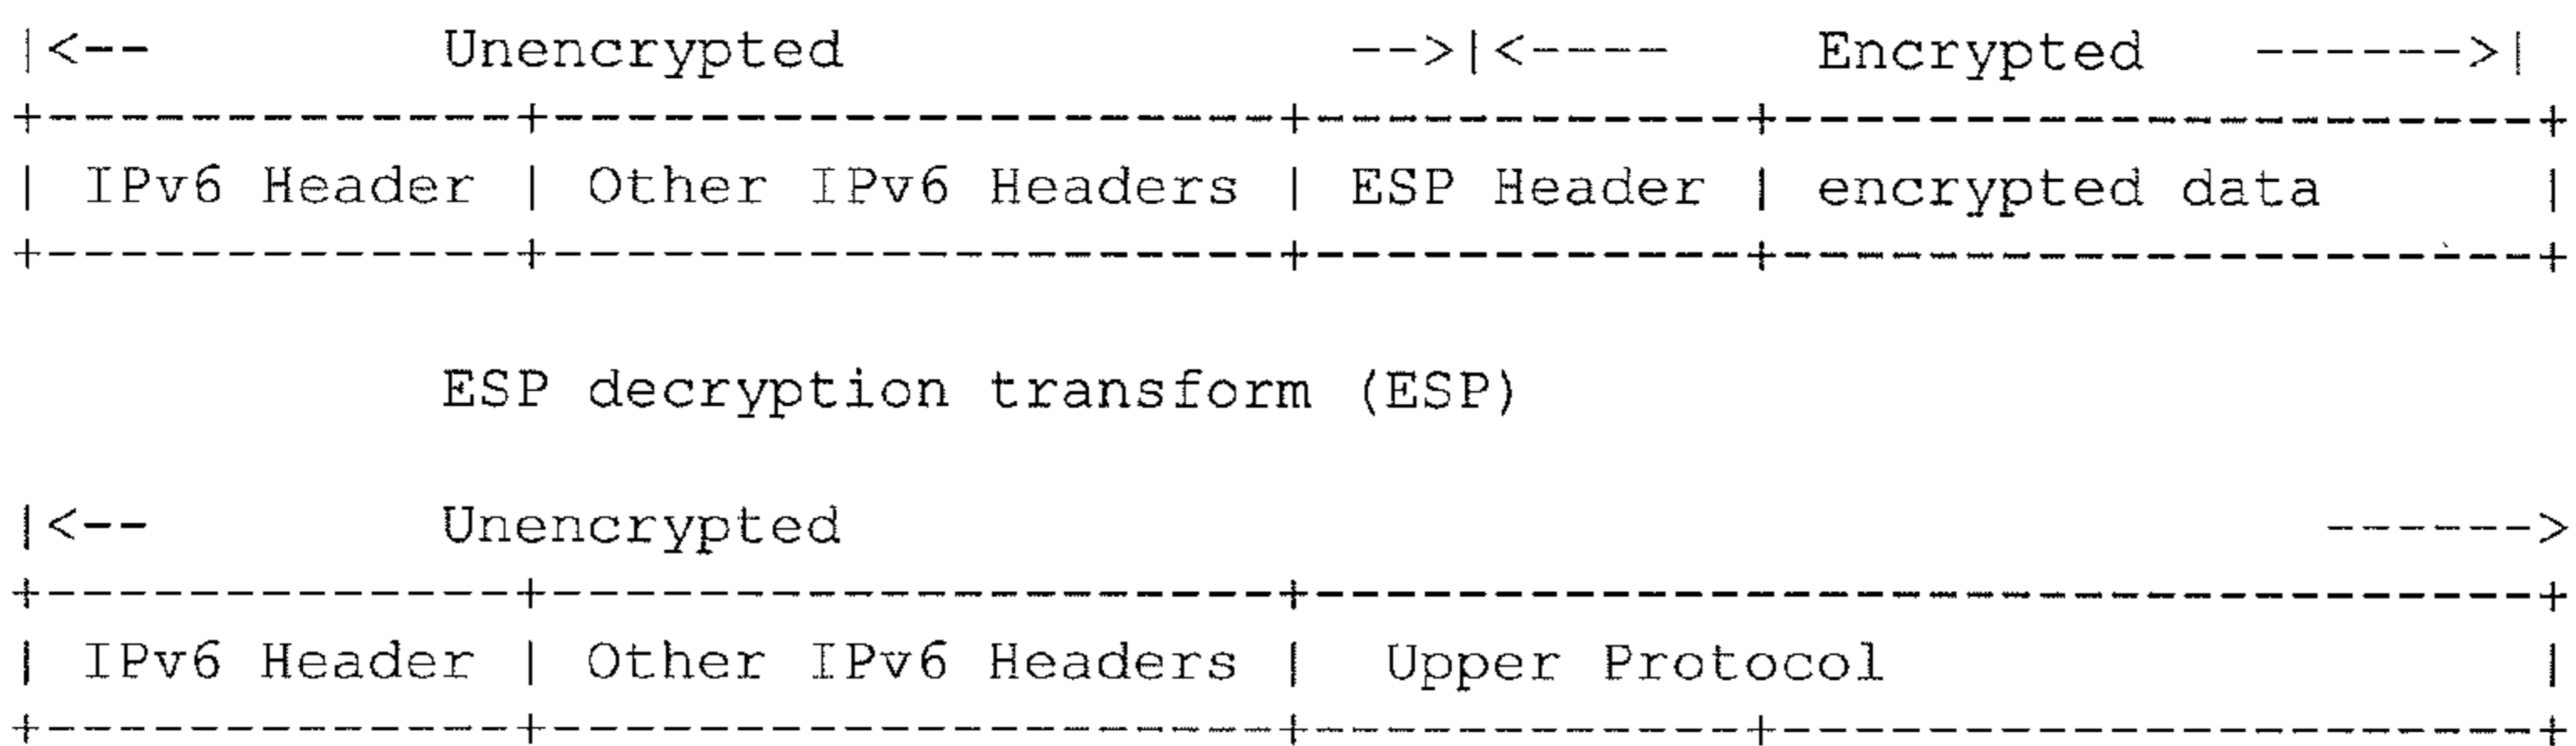 |<-- Unencrypted -->|<---- Encrypted ------>|
+-------------+--------------------+------------+---------------------+
| IPv6 Header | Other IPv6 Headers | ESP Header | encrypted data |
+-------------+--------------------+------------+---------------------+
ESP decryption transform (ESP)
|<-- Unencrypted ------>
+-------------+--------------------+----------------------------------+
| IPv6 Header | Other IPv6 Headers | Upper Protocol |
+-------------+--------------------+------------+---------------------+